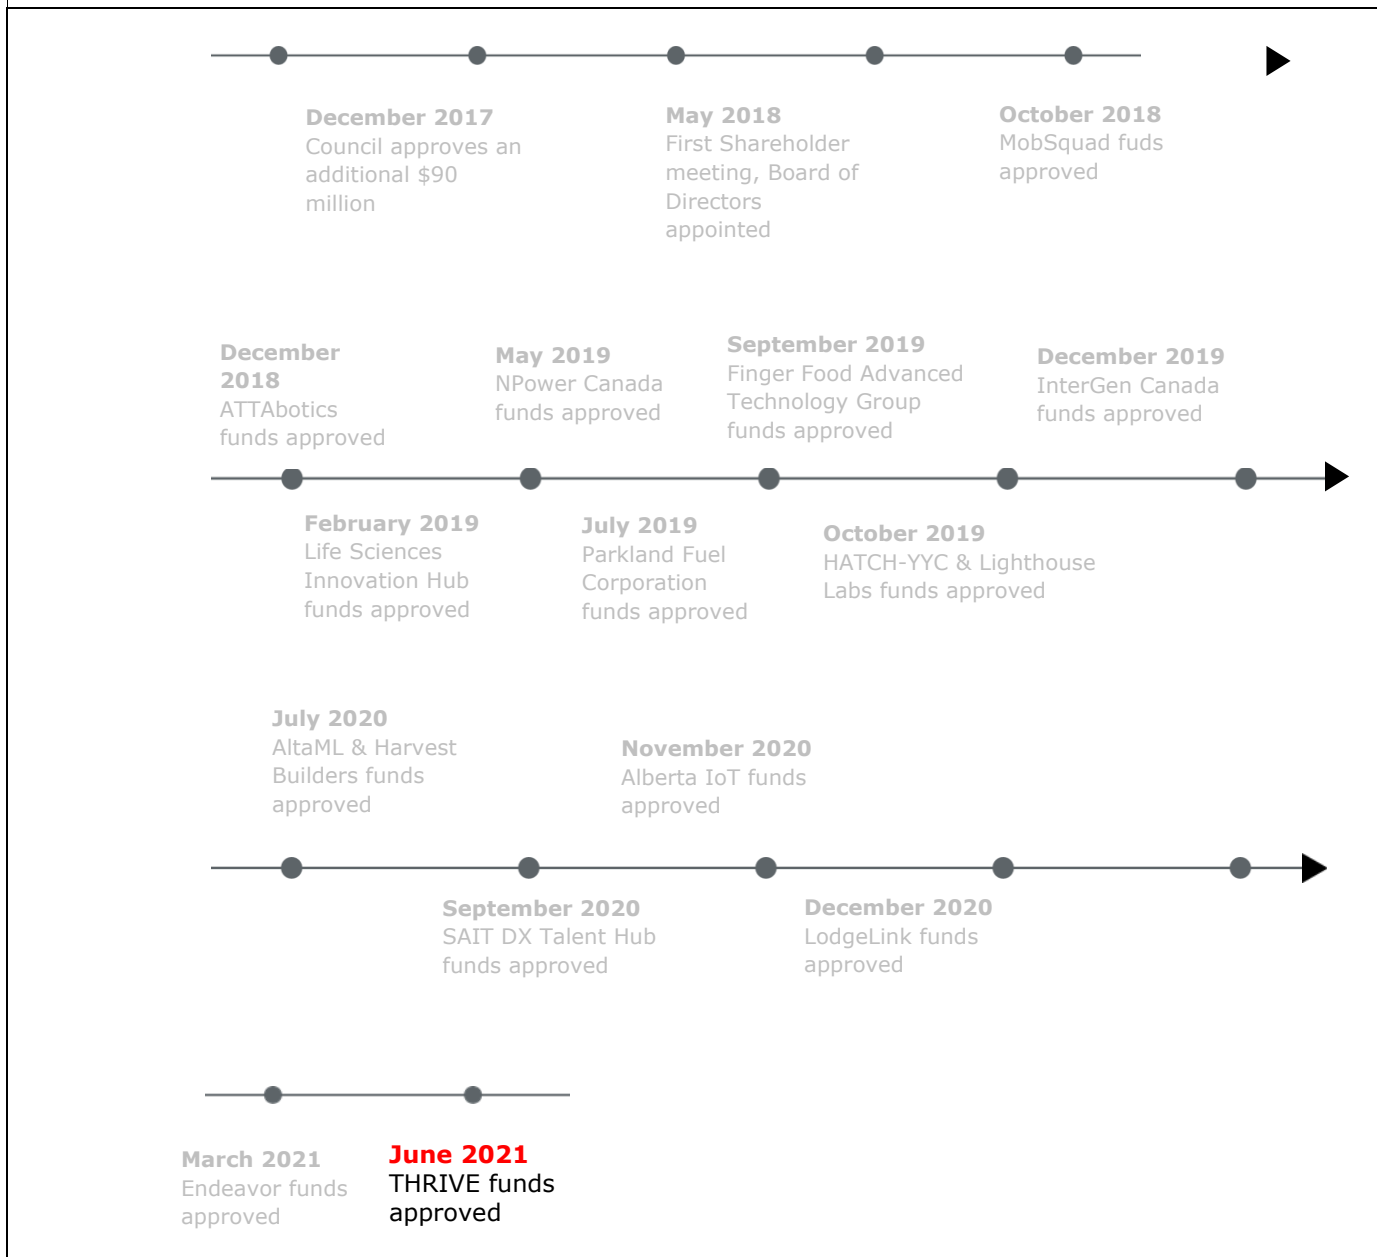 December 2017
Council approves an
additional $90
million
May 2018
First Shareholder
meeting, Board of
Directors
appointed
October 2018
MobSquad fuds
approved
December
2018
ATTAbotics
funds approved
May 2019
NPower Canada
funds approved
September 2019
Finger Food Advanced
Technology Group
funds approved
December 2019
InterGen Canada
funds approved
February 2019
Life Sciences
Innovation Hub
funds approved
July 2019
Parkland Fuel
Corporation
funds approved
October 2019
HATCH-YYC & Lighthouse
Labs funds approved
July 2020
AltaML & Harvest
Builders funds
approved
November 2020
Alberta IoT funds
approved
September 2020
SAIT DX Talent Hub
funds approved
December 2020
LodgeLink funds
approved
March 2021
Endeavor funds
approved
June 2021
THRIVE funds
approved